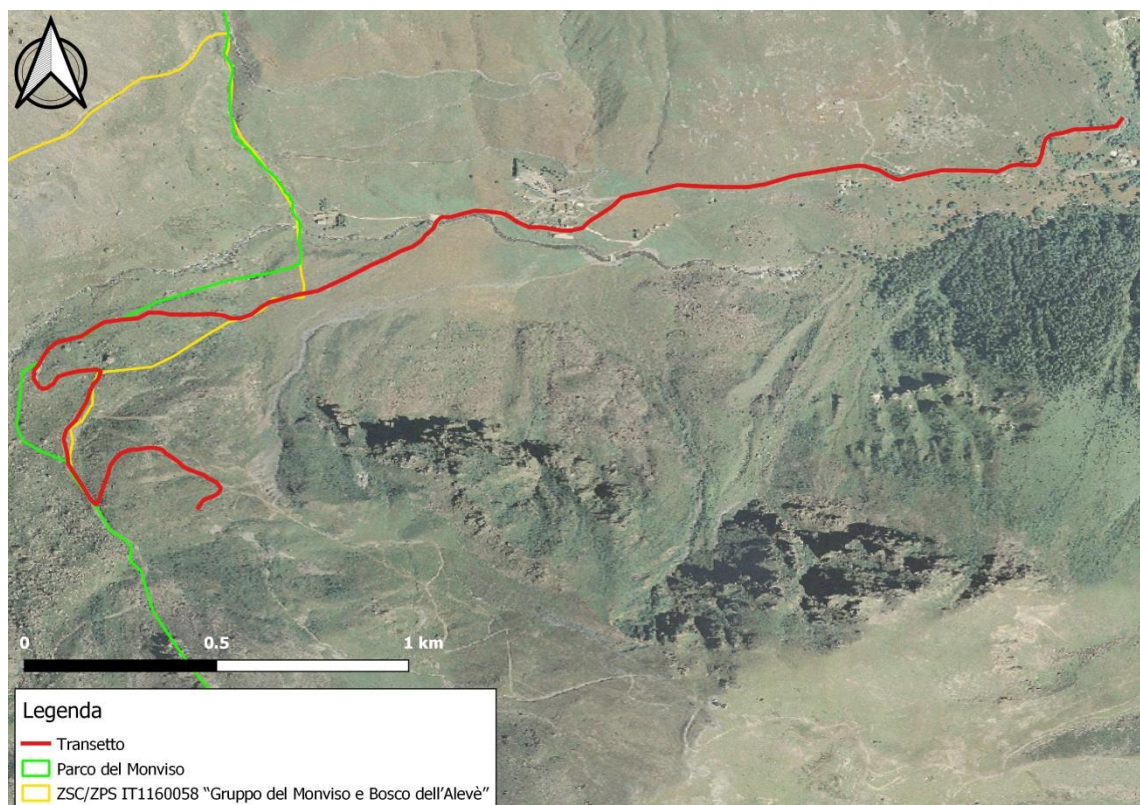 0 0.5 1 km
Legenda
Transetto
Parco del Monviso
ZSC/ZPS IT1160058 “Gruppo del Monviso e Bosco dell’Alevè”